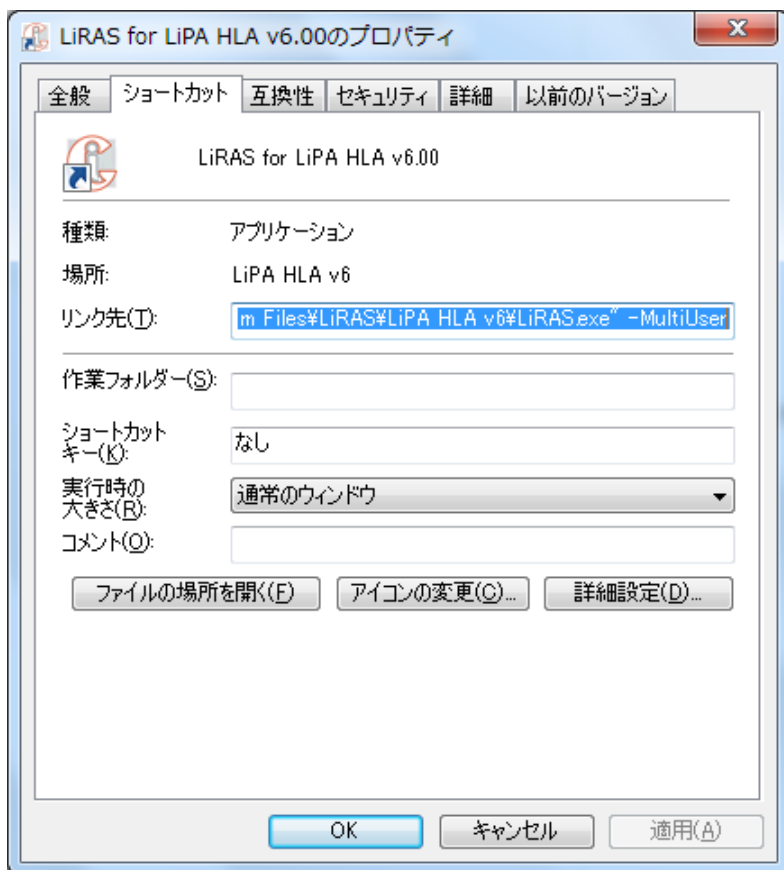 LiRAS for LiPA HLA v6.00のプロパティ
全般 ショートカット 互換性 セキュリティ 詳細 以前のバージョン
LiRAS for LiPA HLA v6.00
種類: アプリケーション
場所: LiPA HLA v6
リンク先(T): m Files¥LiRAS¥LiPA HLA v6¥LiRAS.exe" -MultiUser
作業フォルダー(S):
ショートカット
キー(K): なし
実行時の
大きさ(R): 通常のウィンドウ
コメント(O):
ファイルの場所を開く(F) アイコンの変更(C)... 詳細設定(D)...
OK キャンセル 適用(A)